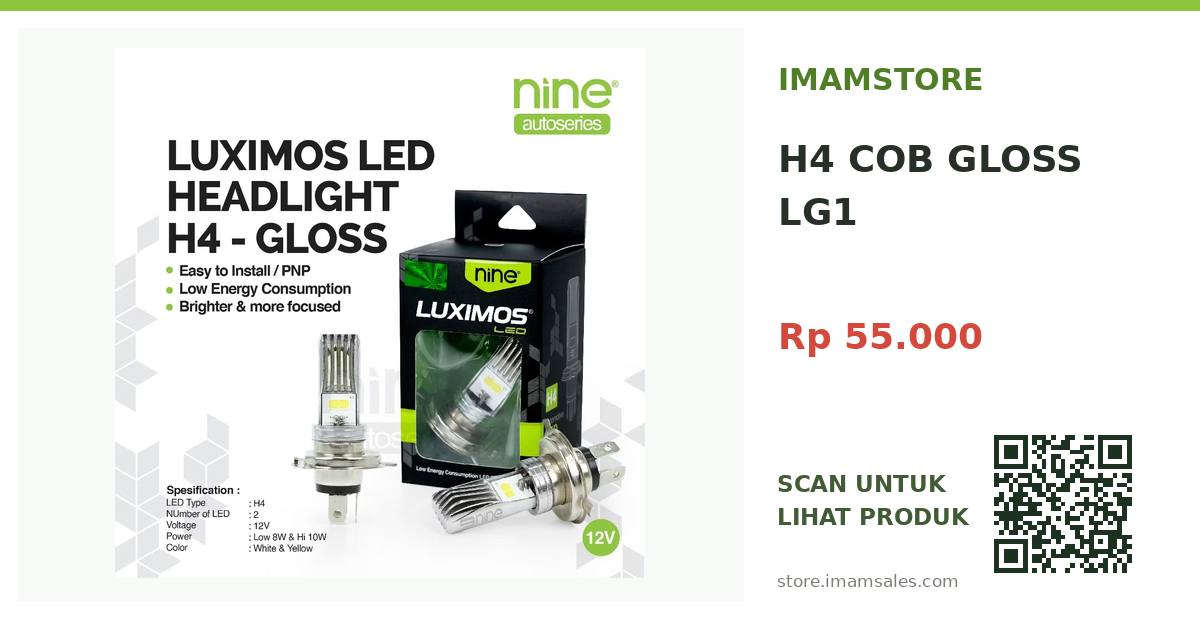 nine®
autoseries
LUXIMOS LED
HEADLIGHT
H4 - GLOSS
Easy to Install / PNP
Low Energy Consumption
Brighter & more focused
nine®
LUXIMOS®
LED
H4
Low Energy Consumption LED
nine
Spesification :
LED Type : H4
NUmber of LED : 2
Voltage : 12V
Power : Low 8W & Hi 10W
Color : White & Yellow
12V
IMAMSTORE
H4 COB GLOSS
LG1
Rp 55.000
SCAN UNTUK
LIHAT PRODUK
store.imamsales.com